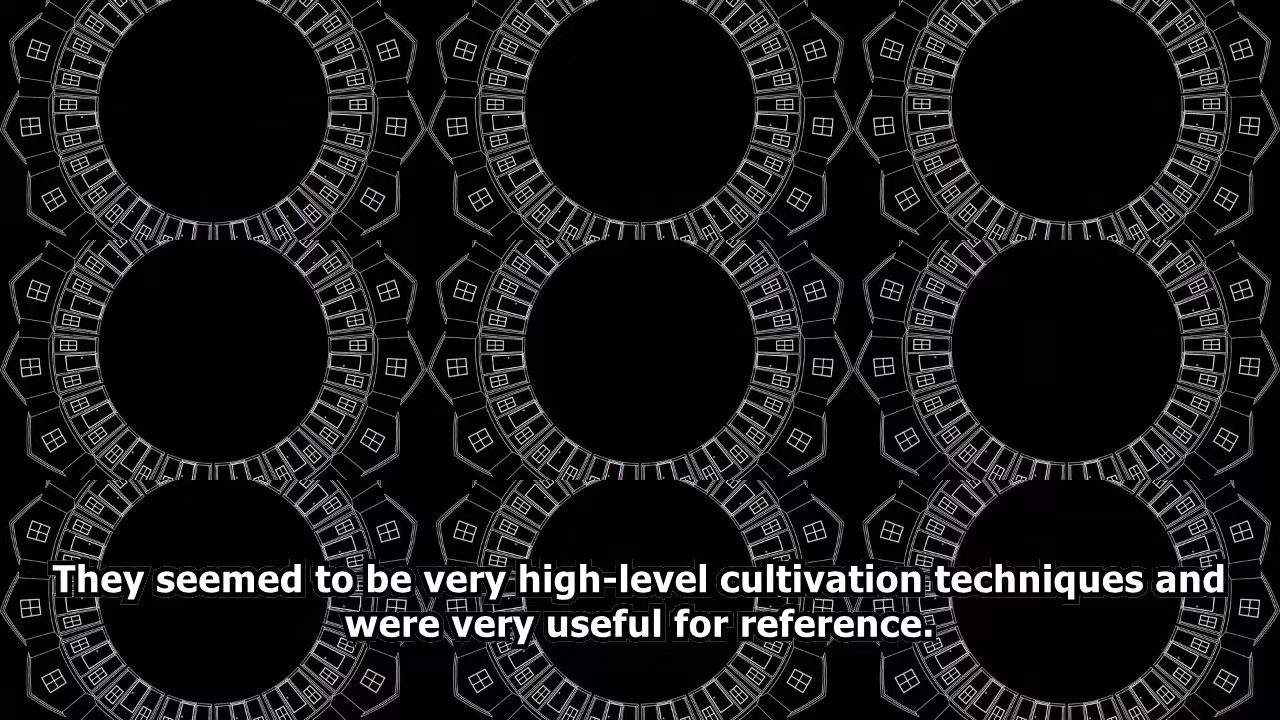 They seemed to be very high-level cultivation techniques and
were very useful for reference.